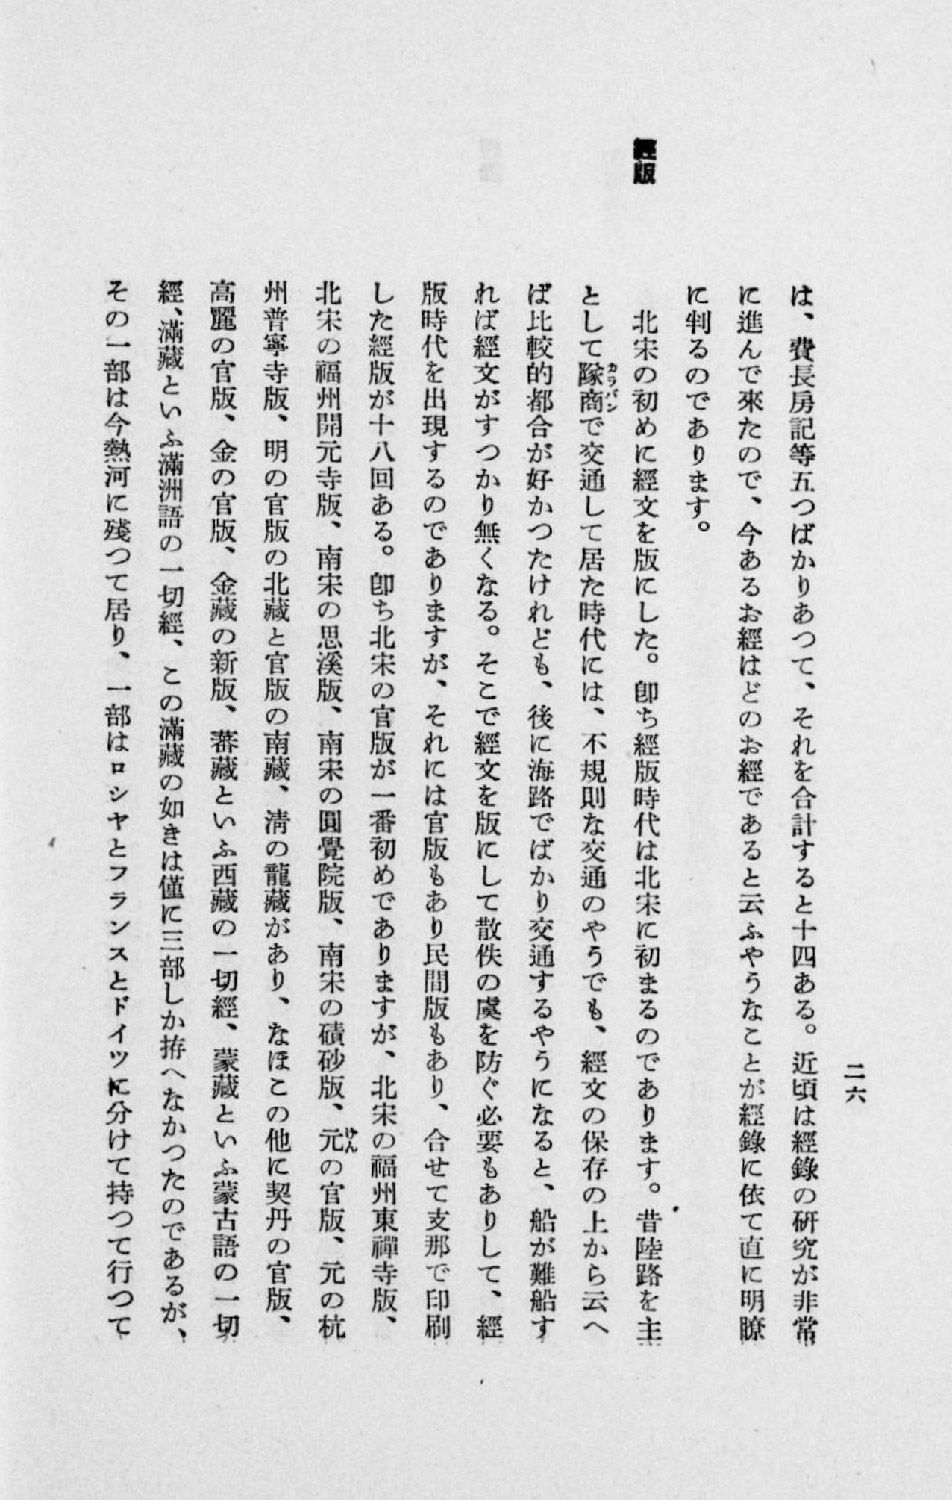 二六
は、費長房記等五つばかりあつて、それを合計すると十四ある。近頃は經錄の硏究が非常
に進んで來たので、今あるお經はどのお經であると云ふやうなことが經錄に依て直に明瞭
に判るのであります。
經版
北宋の初めに經文を版にした。卽ち經版時代は北宋に初まるのであります。昔陸路を主
として隊商カラバンで交通して居た時代には、不規則な交通のやうでも、經文の保存の上から云へ
ば比較的都合が好かつたけれども、後に海路でばかり交通するやうになると、船が難船す
れば經文がすつかり無くなる。そこで經文を版にして散佚の虞を防ぐ必要もありして、經
版時代を出現するのでありますが、それには官版もあり民間版もあり、合せて支那で印刷
した經版が十八回ある。卽ち北宋の官版が一番初めでありますが、北宋の福州東禪寺版、
北宋の福州開元寺版、南宋の思溪版、南宋の圓覺院版、南宋の磧砂版、元げんの官版、元の杭
州普寧寺版、明の官版の北藏と官版の南藏、淸の龍藏があり、なほこの他に契丹の官版、
高麗の官版、金の官版、金藏の新版、蕃藏といふ西藏の一切經、蒙藏といふ蒙古語の一切
經、滿藏といふ滿洲語の一切經、この滿藏の如きは僅に三部しか拵へなかつたのであるが、
その一部は今熱河に殘つて居り、一部はロシヤとフランスとドイツに分けて持つて行つて